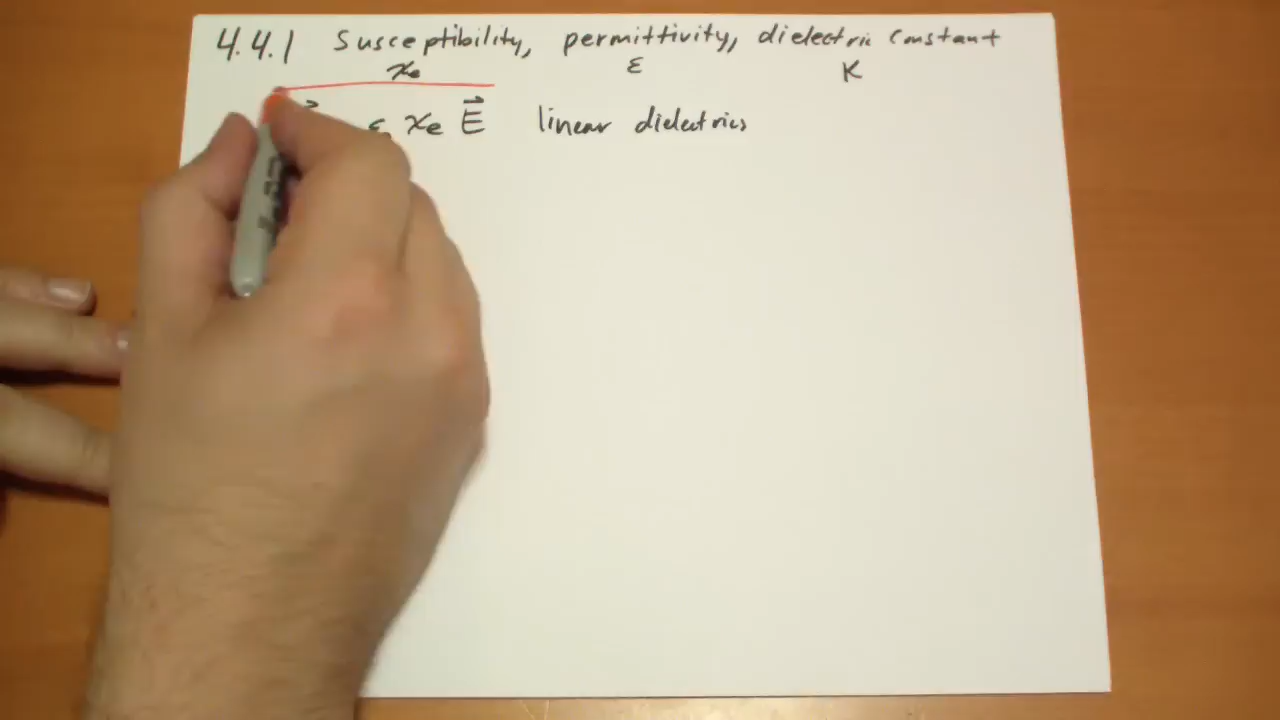 4.4.1 Susceptibility, permittivity, dielectric constant
χe ε K
ε χe E⃗ linear dielectrics